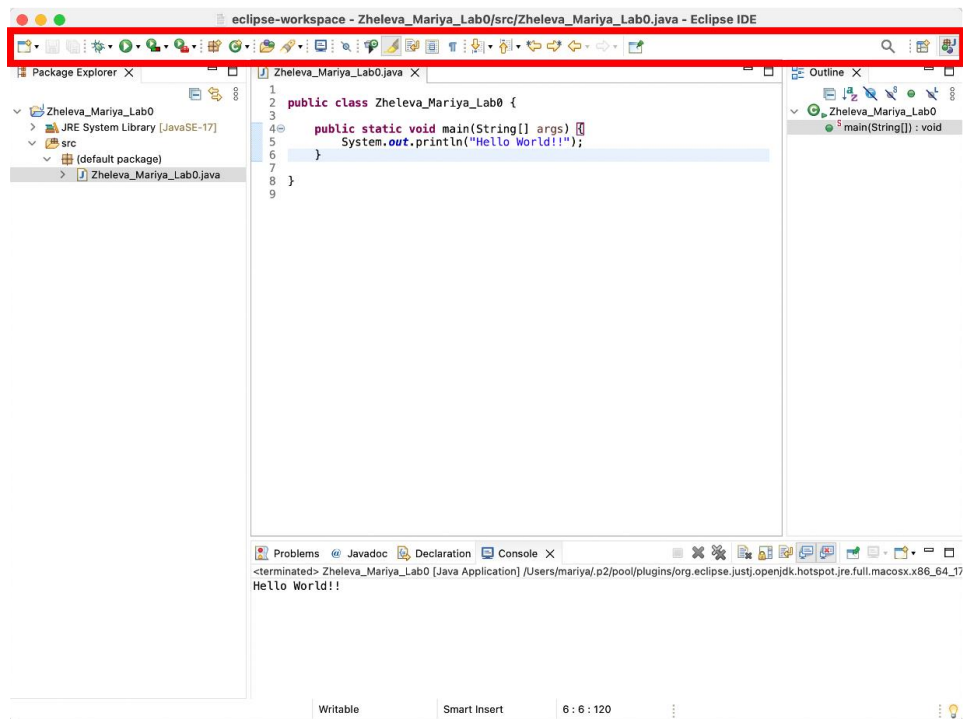 eclipse-workspace - Zheleva_Mariya_Lab0/src/Zheleva_Mariya_Lab0.java - Eclipse IDE
Package Explorer
Zheleva_Mariya_Lab0
JRE System Library [JavaSE-17]
src
(default package)
Zheleva_Mariya_Lab0.java
Zheleva_Mariya_Lab0.java
1
2 public class Zheleva_Mariya_Lab0 {
3
4 public static void main(String[] args) {
5 System.out.println("Hello World!!");
6 }
7
8 }
9
Outline
Zheleva_Mariya_Lab0
main(String[]) : void
Problems @ Javadoc Declaration Console
<terminated> Zheleva_Mariya_Lab0 [Java Application] /Users/mariya/.p2/pool/plugins/org.eclipse.justj.openjdk.hotspot.jre.full.macosx.x86_64_17
Hello World!!
Writable Smart Insert 6 : 6 : 120